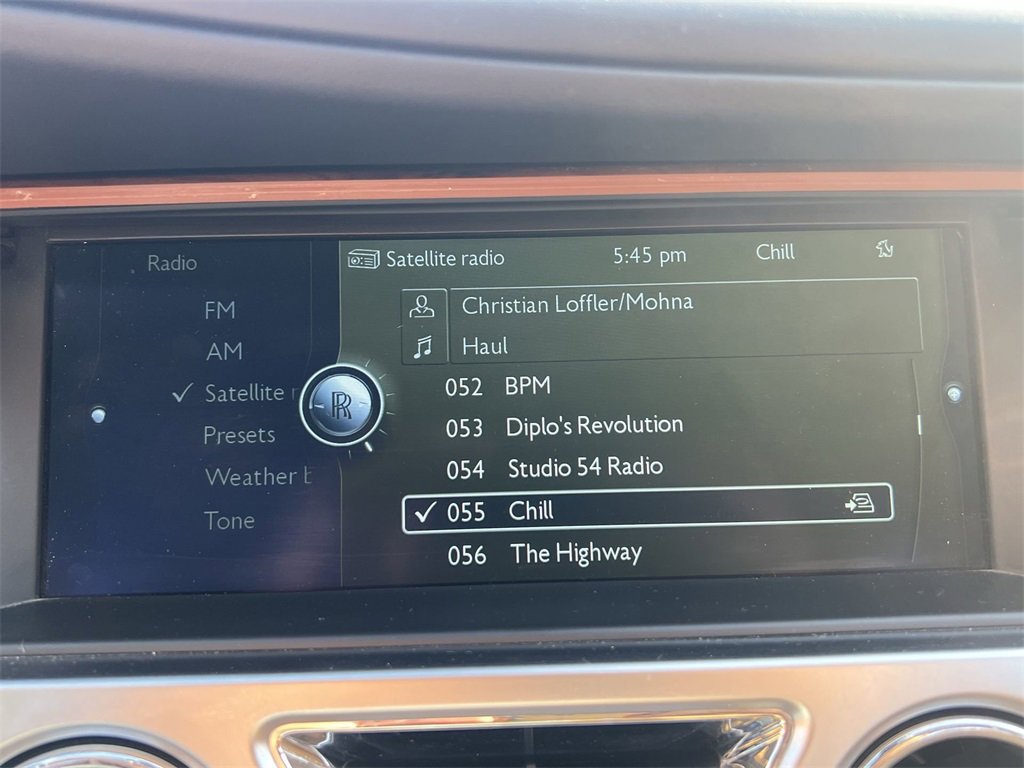 Radio
FM
AM
Satellite
Presets
Weather
Tone
RR
Satellite radio 5:45 pm Chill
Christian Loffler/Mohna
Haul
052 BPM
053 Diplo's Revolution
054 Studio 54 Radio
055 Chill
056 The Highway